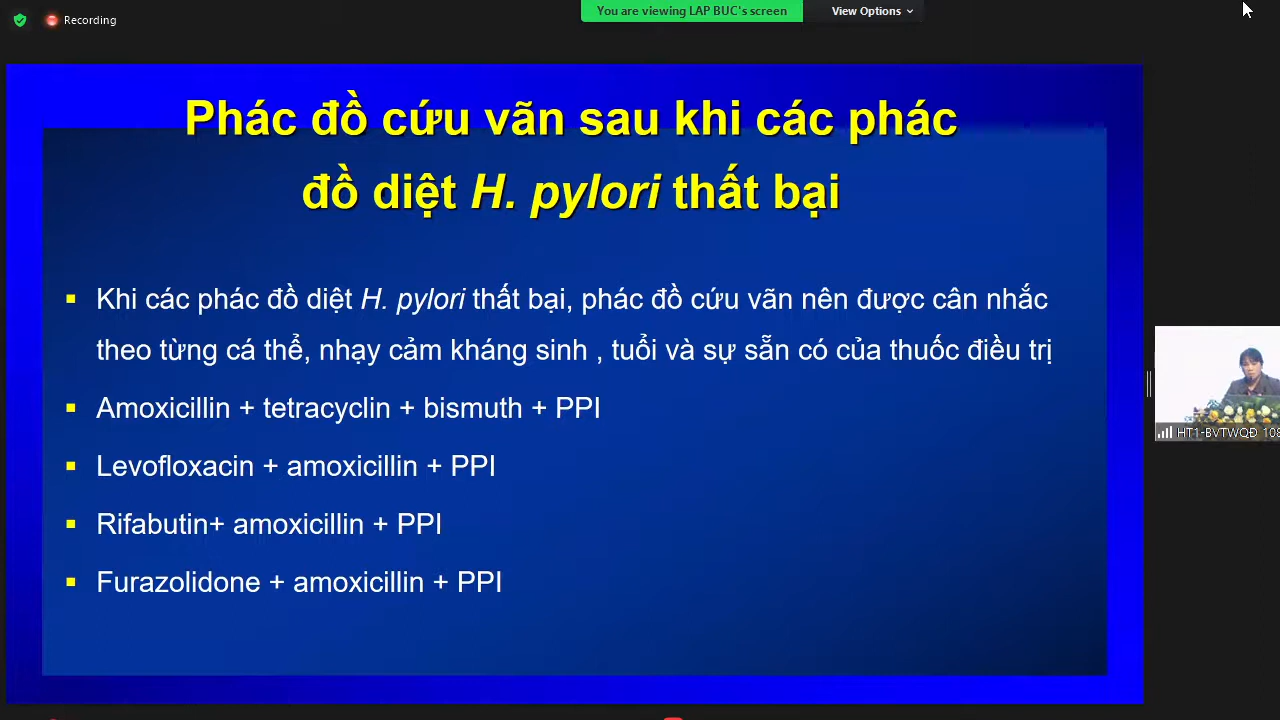 Recording
You are viewing LAP BUC's screen
View Options
Phác đồ cứu vãn sau khi các phác
đồ diệt H. pylori thất bại
Khi các phác đồ diệt H. pylori thất bại, phác đồ cứu vãn nên được cân nhắc
theo từng cá thể, nhạy cảm kháng sinh , tuổi và sự sẵn có của thuốc điều trị
Amoxicillin + tetracyclin + bismuth + PPI
Levofloxacin + amoxicillin + PPI
Rifabutin+ amoxicillin + PPI
Furazolidone + amoxicillin + PPI
HT1-BVTWQĐ 108